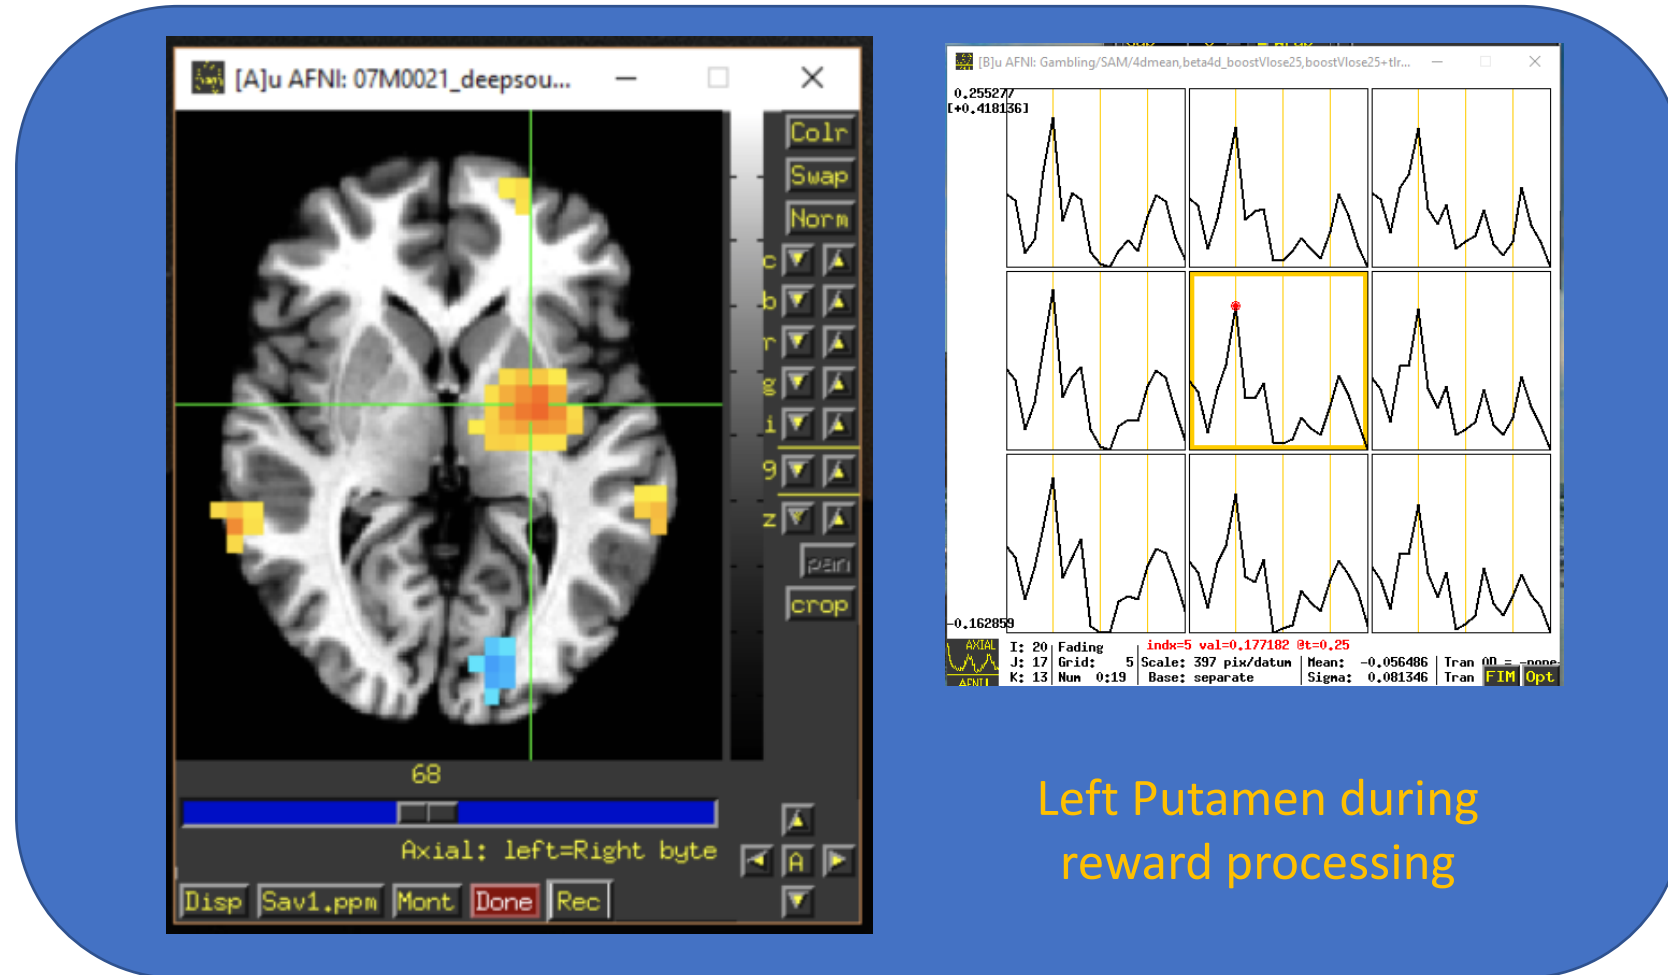 [A]u AFNI: 07M0021_deepsou...
Colr
Swap
Norm
c
b
r
g
i
9
z
pan
crop
68
Axial: left=Right byte
A
Disp Sav1.ppm Mont Done Rec
[B]u AFNI: Gambling/SAM/4dmean,beta4d_boostVlose25,boostVlose25+tlr...
0.255277
[+0.418136]
-0.162859
AXIAL
AFNI
I: 20 Fading indx=5 val=0.177182 @t=0.25
J: 17 Grid: 5 Scale: 397 pix/datum Mean: -0.056486 Tran 0D = -none-
K: 13 Num 0:19 Base: separate Sigma: 0.081346 Tran FIM Opt
Left Putamen during
reward processing